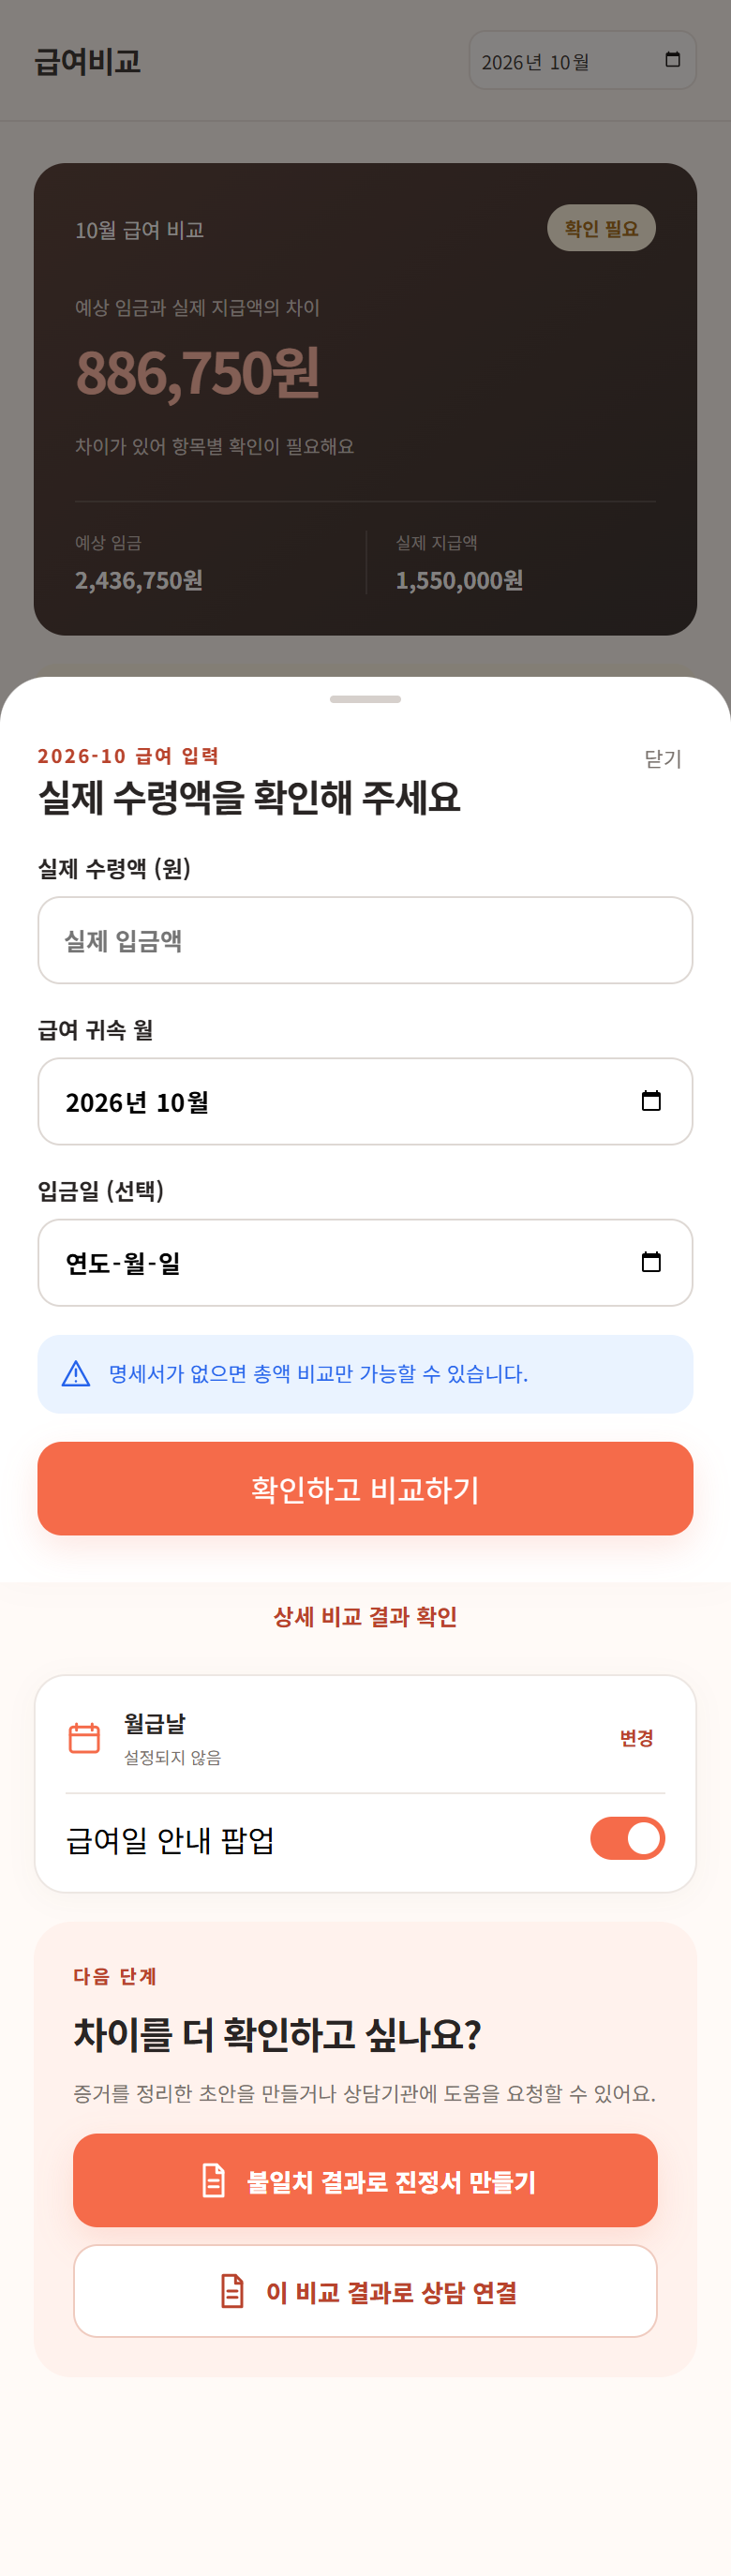 급여비교
2026년 10월
10월 급여 비교
확인 필요
예상 임금과 실제 지급액의 차이
886,750원
차이가 있어 항목별 확인이 필요해요
예상 임금
2,436,750원
실제 지급액
1,550,000원
2026-10 급여 입력
닫기
실제 수령액을 확인해 주세요
실제 수령액 (원)
실제 입금액
급여 귀속 월
2026년 10월
입금일 (선택)
연도-월-일
명세서가 없으면 총액 비교만 가능할 수 있습니다.
확인하고 비교하기
상세 비교 결과 확인
월급날
설정되지 않음
변경
급여일 안내 팝업
다음 단계
차이를 더 확인하고 싶나요?
증거를 정리한 초안을 만들거나 상담기관에 도움을 요청할 수 있어요.
불일치 결과로 진정서 만들기
이 비교 결과로 상담 연결